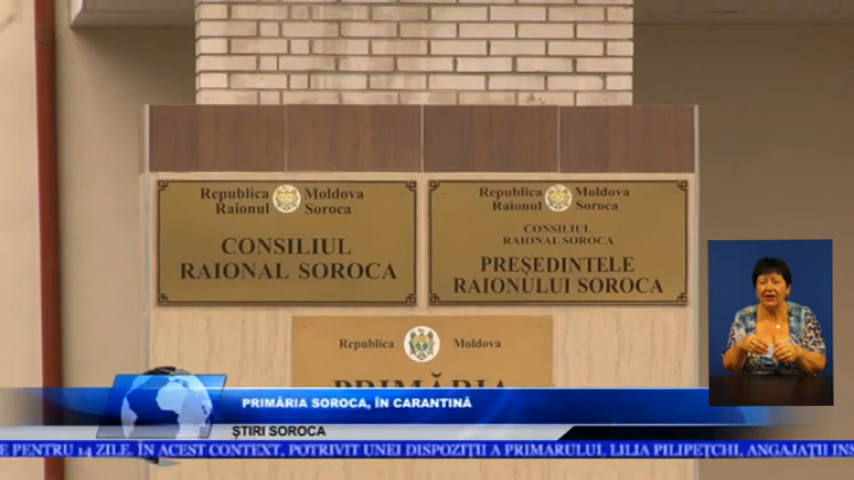 Republica Moldova
Raionul Soroca
CONSILIUL
RAIONAL SOROCA
Republica Moldova
Raionul Soroca
CONSILIUL
RAIONAL SOROCA
PREȘEDINTELE
RAIONULUI SOROCA
Republica Moldova
PRIMĂRIA
PRIMĂRIA SOROCA, ÎN CARANTINĂ
ȘTIRI SOROCA
E PENTRU 14 ZILE. ÎN ACEST CONTEXT, POTRIVIT UNEI DISPOZIȚII A PRIMARULUI, LILIA PILIPEȚCHI, ANGAJAȚII INS